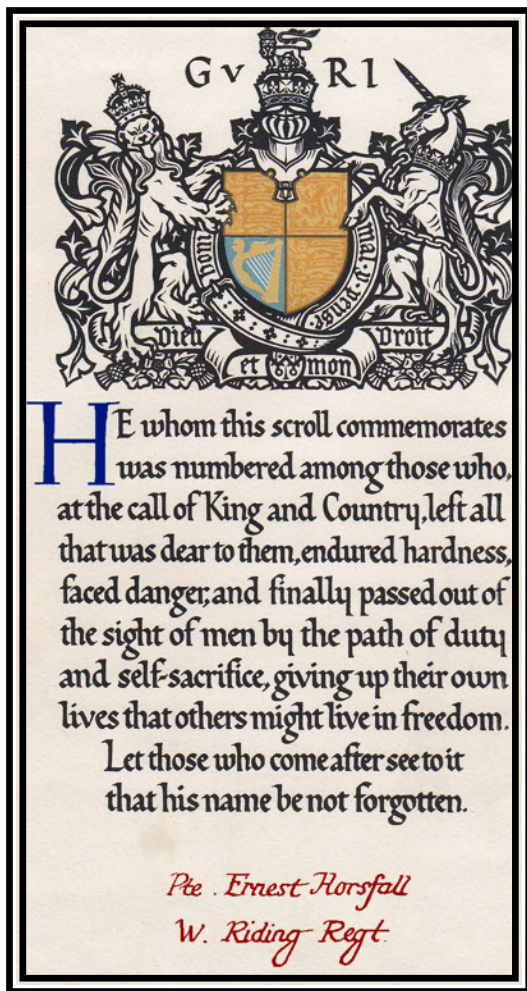 G V R I
Honi mal y pense
Dieu et mon Droit
HE whom this scroll commemorates
was numbered among those who,
at the call of King and Country, left all
that was dear to them, endured hardness,
faced danger, and finally passed out of
the sight of men by the path of duty
and self-sacrifice, giving up their own
lives that others might live in freedom.
Let those who come after see to it
that his name be not forgotten.
Pte. Ernest Horsfall
W. Riding Regt.